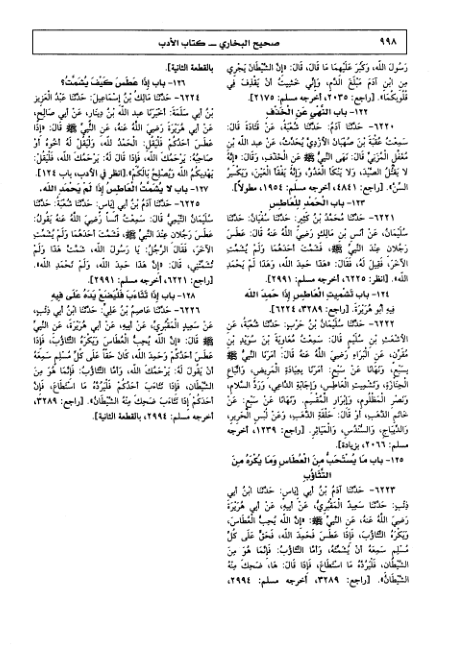 ٩٩٨
صحيح البخاري ــ كتاب الأدب
رَسُولَ اللَّه، وَكَبُرَ عَلَيْهِمَا مَا قَالَ، قَالَ: «إِنَّ الشَّيْطَانَ يَجْرِي
مِنِ ابْنِ آدَمَ مَبْلَغَ الدَّمِ، وَإِنِّي خَشِيتُ أَنْ يَقْذِفَ فِي
قُلُوبِكُمَا». [راجع: ٢٠٣٥، أخرجه مسلم: ٢١٧٥].
١٢٢- باب النَّهْيِ عَنِ الْخَذْفِ
٦٢٢٠- حَدَّثَنَا آدَمُ: حَدَّثَنَا شُعْبَةُ، عَنْ قَتَادَةَ قَالَ:
سَمِعْتُ عُقْبَةَ بْنَ صُهْبَانَ الأَزْدِيَّ يُحَدِّثُ، عَنْ عبد اللَّه بْنِ
مُغَفَّلٍ الْمُزَنِيِّ قَالَ: نَهَى النَّبِيُّ ﷺ عَنِ الْخَذْفِ، وَقَالَ: «إِنَّهُ
لا يَقْتُلُ الصَّيْدَ، وَلا يَنْكَأُ الْعَدُوَّ، وَإِنَّهُ يَفْقَأُ الْعَيْنَ، وَيَكْسِرُ
السِّنَّ». [راجع: ٤٨٤١، أخرجه مسلم: ١٩٥٤، مطولاً].
١٢٣- باب الْحَمْدِ لِلْعَاطِسِ
٦٢٢١- حَدَّثَنَا مُحَمَّدُ بْنُ كَثِيرٍ: حَدَّثَنَا سُفْيَانُ: حَدَّثَنَا
سُلَيْمَانُ، عَنْ أَنَسِ بْنِ مَالِكٍ رَضِيَ اللَّهُ عَنْهُ قَالَ: عَطَسَ
رَجُلانِ عِنْدَ النَّبِيِّ ﷺ، فَشَمَّتَ أَحَدَهُمَا وَلَمْ يُشَمِّتِ
الآخَرَ، فَقِيلَ لَهُ، فَقَالَ: «هَذَا حَمِدَ اللَّهَ، وَهَذَا لَمْ يَحْمَدِ
اللَّهَ». [انظر: ٦٢٢٥، أخرجه مسلم: ٢٩٩١].
١٢٤- باب تَشْمِيتِ الْعَاطِسِ إِذَا حَمِدَ اللَّهَ
فِيهِ أَبُو هُرَيْرَةَ. [راجع: ٣٢٨٩، ٦٢٢٤].
٦٢٢٢- حَدَّثَنَا سُلَيْمَانُ بْنُ حَرْبٍ: حَدَّثَنَا شُعْبَةُ، عَنِ
الأَشْعَثِ بْنِ سُلَيْمٍ قَالَ: سَمِعْتُ مُعَاوِيَةَ بْنَ سُوَيْدِ بْنِ
مُقَرِّنٍ، عَنِ الْبَرَاءِ رَضِيَ اللَّهُ عَنْهُ قَالَ: أَمَرَنَا النَّبِيُّ ﷺ
بِسَبْعٍ، وَنَهَانَا عَنْ سَبْعٍ: أَمَرَنَا بِعِيَادَةِ الْمَرِيضِ، وَاتِّبَاعِ
الْجِنَازَةِ، وَتَشْمِيتِ الْعَاطِسِ، وَإِجَابَةِ الدَّاعِي، وَرَدِّ السَّلامِ،
وَنَصْرِ الْمَظْلُومِ، وَإِبْرَارِ الْمُقْسِمِ. وَنَهَانَا عَنْ سَبْعٍ: عَنْ
خَاتَمِ الذَّهَبِ، أَوْ قَالَ: حَلْقَةِ الذَّهَبِ، وَعَنْ لُبْسِ الْحَرِيرِ،
وَالدِّيبَاجِ، وَالسُّنْدُسِ، وَالْمَيَاثِرِ. [راجع: ١٢٣٩، أخرجه
مسلم: ٢٠٦٦، بزيادة].
١٢٥- باب مَا يُسْتَحَبُّ مِنَ الْعُطَاسِ وَمَا يُكْرَهُ مِنَ
التَّثَاؤُبِ
٦٢٢٣- حَدَّثَنَا آدَمُ بْنُ أَبِي إِيَاسٍ: حَدَّثَنَا ابْنُ أَبِي
ذِئْبٍ: حَدَّثَنَا سَعِيدٌ الْمَقْبُرِيُّ، عَنْ أَبِيهِ، عَنْ أَبِي هُرَيْرَةَ
رَضِيَ اللَّهُ عَنْهُ، عَنِ النَّبِيِّ ﷺ: «إِنَّ اللَّهَ يُحِبُّ الْعُطَاسَ،
وَيَكْرَهُ التَّثَاؤُبَ، فَإِذَا عَطَسَ فَحَمِدَ اللَّهَ، فَحَقٌّ عَلَى كُلِّ
مُسْلِمٍ سَمِعَهُ أَنْ يُشَمِّتَهُ، وَأَمَّا التَّثَاؤُبُ: فَإِنَّمَا هُوَ مِنَ
الشَّيْطَانِ، فَلْيَرُدَّهُ مَا اسْتَطَاعَ، فَإِذَا قَالَ: هَا، ضَحِكَ مِنْهُ
الشَّيْطَانُ». [راجع: ٣٢٨٩، أخرجه مسلم: ٢٩٩٤،
بالقطعة الثانية].
١٢٦- باب إِذَا عَطَسَ كَيْفَ يُشَمَّتُ؟
٦٢٢٤- حَدَّثَنَا مَالِكُ بْنُ إِسْمَاعِيلَ: حَدَّثَنَا عَبْدُ الْعَزِيزِ
بْنُ أَبِي سَلَمَةَ: أَخْبَرَنَا عبد اللَّه بْنُ دِينَارٍ، عَنْ أَبِي صَالِحٍ،
عَنْ أَبِي هُرَيْرَةَ رَضِيَ اللَّهُ عَنْهُ، عَنِ النَّبِيِّ ﷺ قَالَ: «إِذَا
عَطَسَ أَحَدُكُمْ فَلْيَقُلِ: الْحَمْدُ لِلَّهِ، وَلْيَقُلْ لَهُ أَخُوهُ أَوْ
صَاحِبُهُ: يَرْحَمُكَ اللَّهُ، فَإِذَا قَالَ لَهُ: يَرْحَمُكَ اللَّهُ، فَلْيَقُلْ:
يَهْدِيكُمُ اللَّهُ وَيُصْلِحُ بَالَكُمْ». [انظر في الأدب، باب ١٢٤].
١٢٧- باب لا يُشَمَّتُ الْعَاطِسُ إِذَا لَمْ يَحْمَدِ اللَّهَ.
٦٢٢٥- حَدَّثَنَا آدَمُ بْنُ أَبِي إِيَاسٍ: حَدَّثَنَا شُعْبَةُ: حَدَّثَنَا
سُلَيْمَانُ التَّيْمِيُّ قَالَ: سَمِعْتُ أَنَساً رَضِيَ اللَّهُ عَنْهُ يَقُولُ:
عَطَسَ رَجُلانِ عِنْدَ النَّبِيِّ ﷺ، فَشَمَّتَ أَحَدَهُمَا وَلَمْ يُشَمِّتِ
الآخَرَ، فَقَالَ الرَّجُلُ: يَا رَسُولَ اللَّهِ، شَمَّتَّ هَذَا وَلَمْ
تُشَمِّتْنِي، قَالَ: «إِنَّ هَذَا حَمِدَ اللَّهَ، وَلَمْ تَحْمَدِ اللَّهَ».
[راجع: ٦٢٢١، أخرجه مسلم: ٢٩٩١].
١٢٨- باب إِذَا تَثَاءَبَ فَلْيَضَعْ يَدَهُ عَلَى فِيهِ
٦٢٢٦- حَدَّثَنَا عَاصِمُ بْنُ عَلِيٍّ: حَدَّثَنَا ابْنُ أَبِي ذِئْبٍ،
عَنْ سَعِيدٍ الْمَقْبُرِيِّ، عَنْ أَبِيهِ، عَنْ أَبِي هُرَيْرَةَ، عَنِ النَّبِيِّ
ﷺ قَالَ: «إِنَّ اللَّهَ يُحِبُّ الْعُطَاسَ وَيَكْرَهُ التَّثَاؤُبَ، فَإِذَا
عَطَسَ أَحَدُكُمْ وَحَمِدَ اللَّهَ، كَانَ حَقّاً عَلَى كُلِّ مُسْلِمٍ سَمِعَهُ
أَنْ يَقُولَ لَهُ: يَرْحَمُكَ اللَّهُ، وَأَمَّا التَّثَاؤُبُ: فَإِنَّمَا هُوَ مِنَ
الشَّيْطَانِ، فَإِذَا تَثَاءَبَ أَحَدُكُمْ فَلْيَرُدَّهُ مَا اسْتَطَاعَ، فَإِنَّ
أَحَدَكُمْ إِذَا تَثَاءَبَ ضَحِكَ مِنْهُ الشَّيْطَانُ». [راجع: ٣٢٨٩،
أخرجه مسلم: ٢٩٩٤، بالقطعة الثانية].